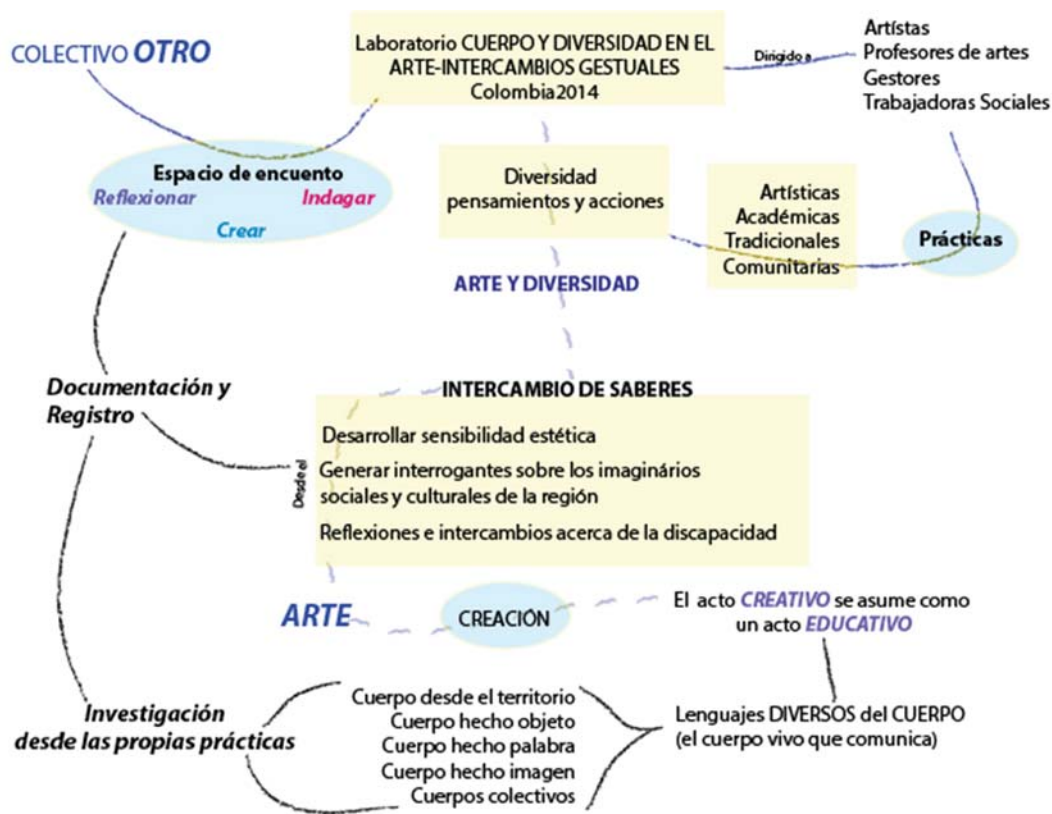 COLECTIVO OTRO
Laboratorio CUERPO Y DIVERSIDAD EN EL
ARTE-INTERCAMBIOS GESTUALES
Colombia2014
Dirigido a
Artístas
Profesores de artes
Gestores
Trabajadoras Sociales
Espacio de encuento
Reflexionar
Indagar
Crear
Diversidad
pensamientos y acciones
Artísticas
Académicas
Tradicionales
Comunitarias
Prácticas
ARTE Y DIVERSIDAD
Documentación y
Registro
INTERCAMBIO DE SABERES
Desde el
Desarrollar sensibilidad estética
Generar interrogantes sobre los imaginários
sociales y culturales de la región
Reflexiones e intercambios acerca de la discapacidad
ARTE
CREACIÓN
El acto CREATIVO se asume como
un acto EDUCATIVO
Investigación
desde las propias prácticas
Cuerpo desde el territorio
Cuerpo hecho objeto
Cuerpo hecho palabra
Cuerpo hecho imagen
Cuerpos colectivos
Lenguajes DIVERSOS del CUERPO
(el cuerpo vivo que comunica)